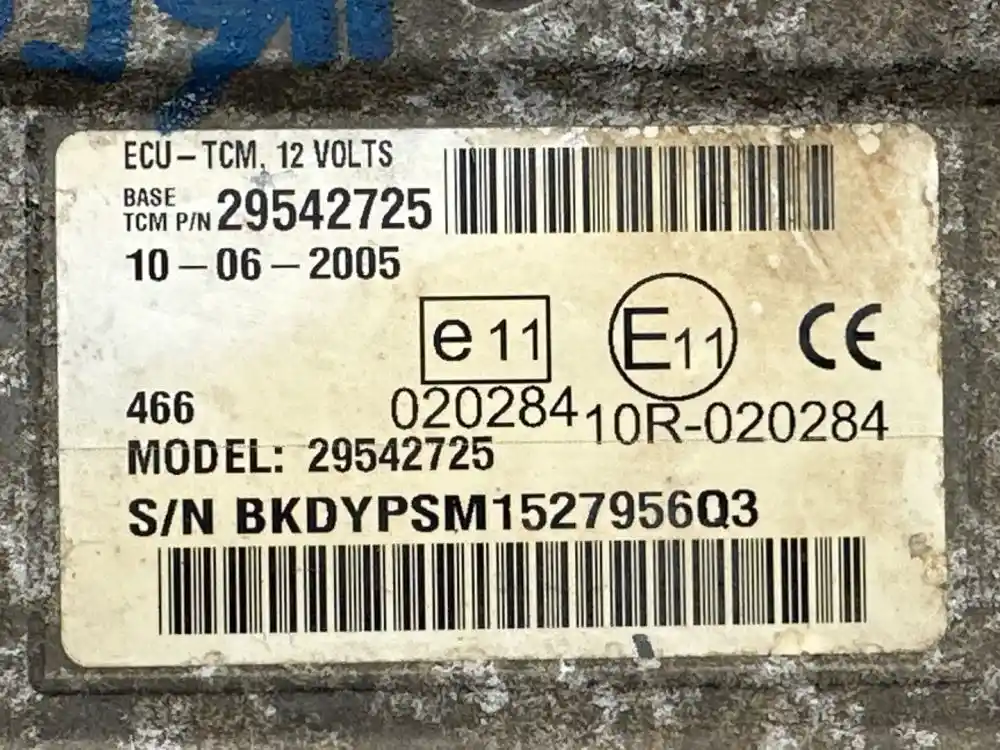 ECU-TCM, 12 VOLTS
BASE
TCM P/N 29542725
10-06-2005
e 11
E11
CE
466
020284
10R-020284
MODEL: 29542725
S/N BKDYPSM1527956Q3